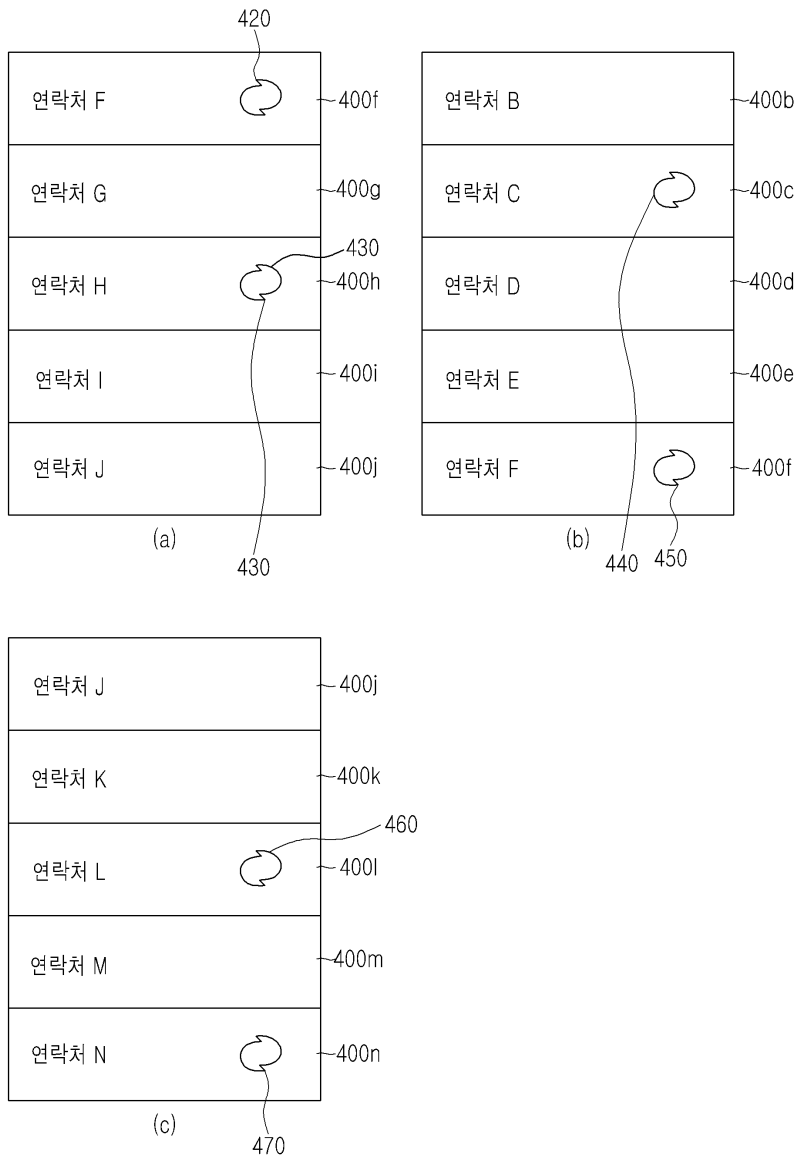 420
연락처 F 400f
연락처 G 400g
430
연락처 H 400h
연락처 I 400i
연락처 J 400j
(a)
430
연락처 B 400b
연락처 C 400c
연락처 D 400d
연락처 E 400e
연락처 F 400f
(b)
440 450
연락처 J 400j
연락처 K 400k
460
연락처 L 400l
연락처 M 400m
연락처 N 400n
(c)
470